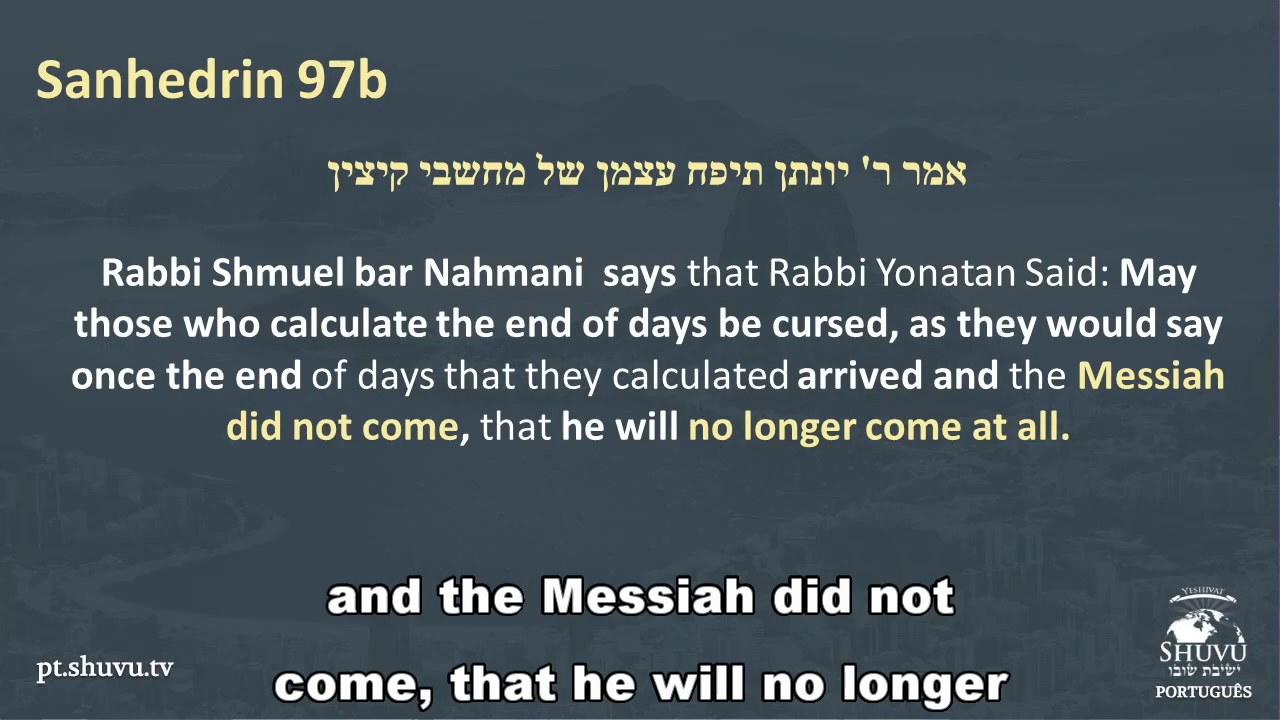 Sanhedrin 97b
אמר ר' יונתן תיפח עצמן של מחשבי קיצין
Rabbi Shmuel bar Nahmani  says that Rabbi Yonatan Said: May
those who calculate the end of days be cursed, as they would say
once the end of days that they calculated arrived and the Messiah
did not come, that he will no longer come at all.
and the Messiah did not
come, that he will no longer
pt.shuvu.tv
YESHIVAT
SHUVU
ישיבת שובו
PORTUGUÊS